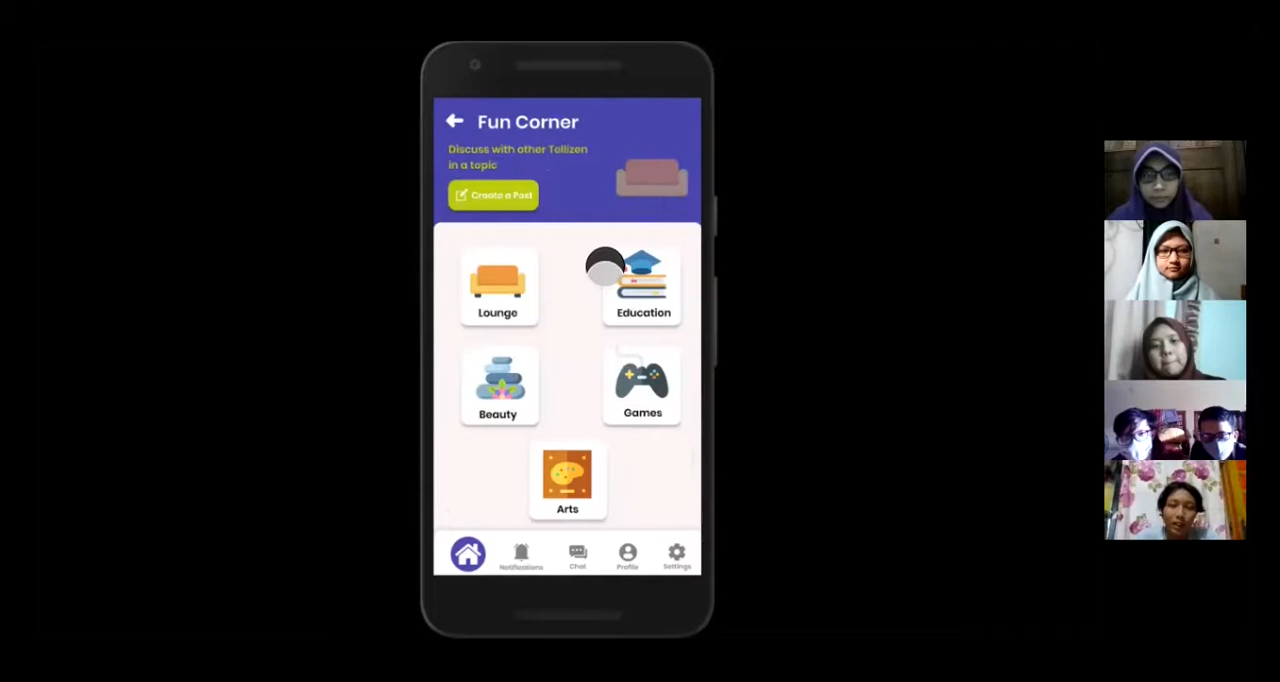 Fun Corner
Discuss with other Tellizen
in a topic
Create a Post
Lounge
Education
Beauty
Games
Arts
Notifications
Chat
Profile
Settings